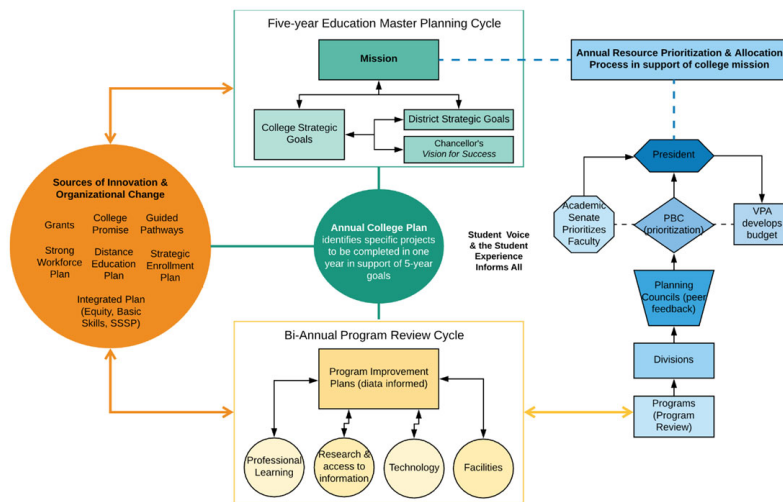 Five-year Education Master Planning Cycle
Mission
College Strategic
Goals
District Strategic Goals
Chancellor's
Vision for Success
Annual Resource Prioritization & Allocation
Process in support of college mission
Sources of Innovation &
Organizational Change
Grants
College
Promise
Guided
Pathways
Strong
Workforce
Plan
Distance
Education
Plan
Strategic
Enrollment
Plan
Integrated Plan
(Equity, Basic
Skills, SSSP)
Annual College Plan
identifies specific projects
to be completed in one
year in support of 5-year
goals
Student Voice
& the Student
Experience
Informs All
President
Academic
Senate
Prioritizes
Faculty
PBC
(prioritization)
VPA
develops
budget
Planning
Councils (peer
feedback)
Divisions
Programs
(Program
Review)
Bi-Annual Program Review Cycle
Program Improvement
Plans (data informed)
Professional
Learning
Research &
access to
information
Technology
Facilities